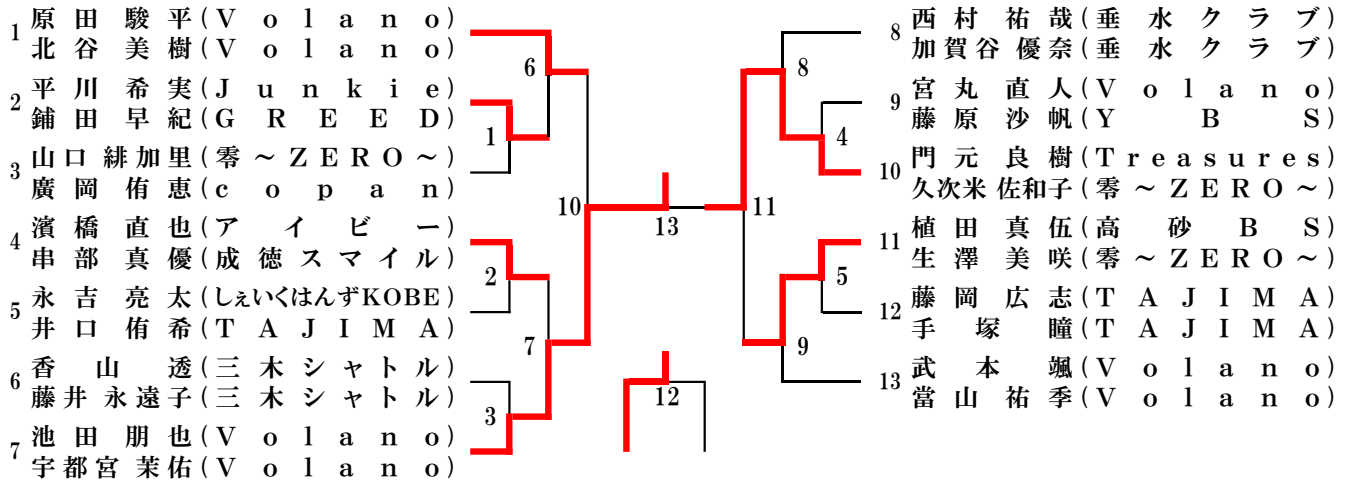 1 原田駿平(Volano)
北谷美樹(Volano)
2 平川希実(Junkie)
鋪田早紀(GREED)
3 山口緋加里(零～ZERO～)
廣岡侑恵(copan)
4 濱橋直也(アイビー)
串部真優(成徳スマイル)
5 永吉亮太(しぇいくはんずKOBE)
井口侑希(TAJIMA)
6 香山透(三木シャトル)
藤井永遠子(三木シャトル)
7 池田朋也(Volano)
宇都宮茉佑(Volano)
6
1
10
2
7
3
13
12
11
8
4
5
9
8 西村祐哉(垂水クラブ)
加賀谷優奈(垂水クラブ)
9 宮丸直人(Volano)
藤原沙帆(YBS)
10 門元良樹(Treasures)
久次米佐和子(零～ZERO～)
11 植田真伍(高砂BS)
生澤美咲(零～ZERO～)
12 藤岡広志(TAJIMA)
手塚瞳(TAJIMA)
13 武本颯(Volano)
當山祐季(Volano)